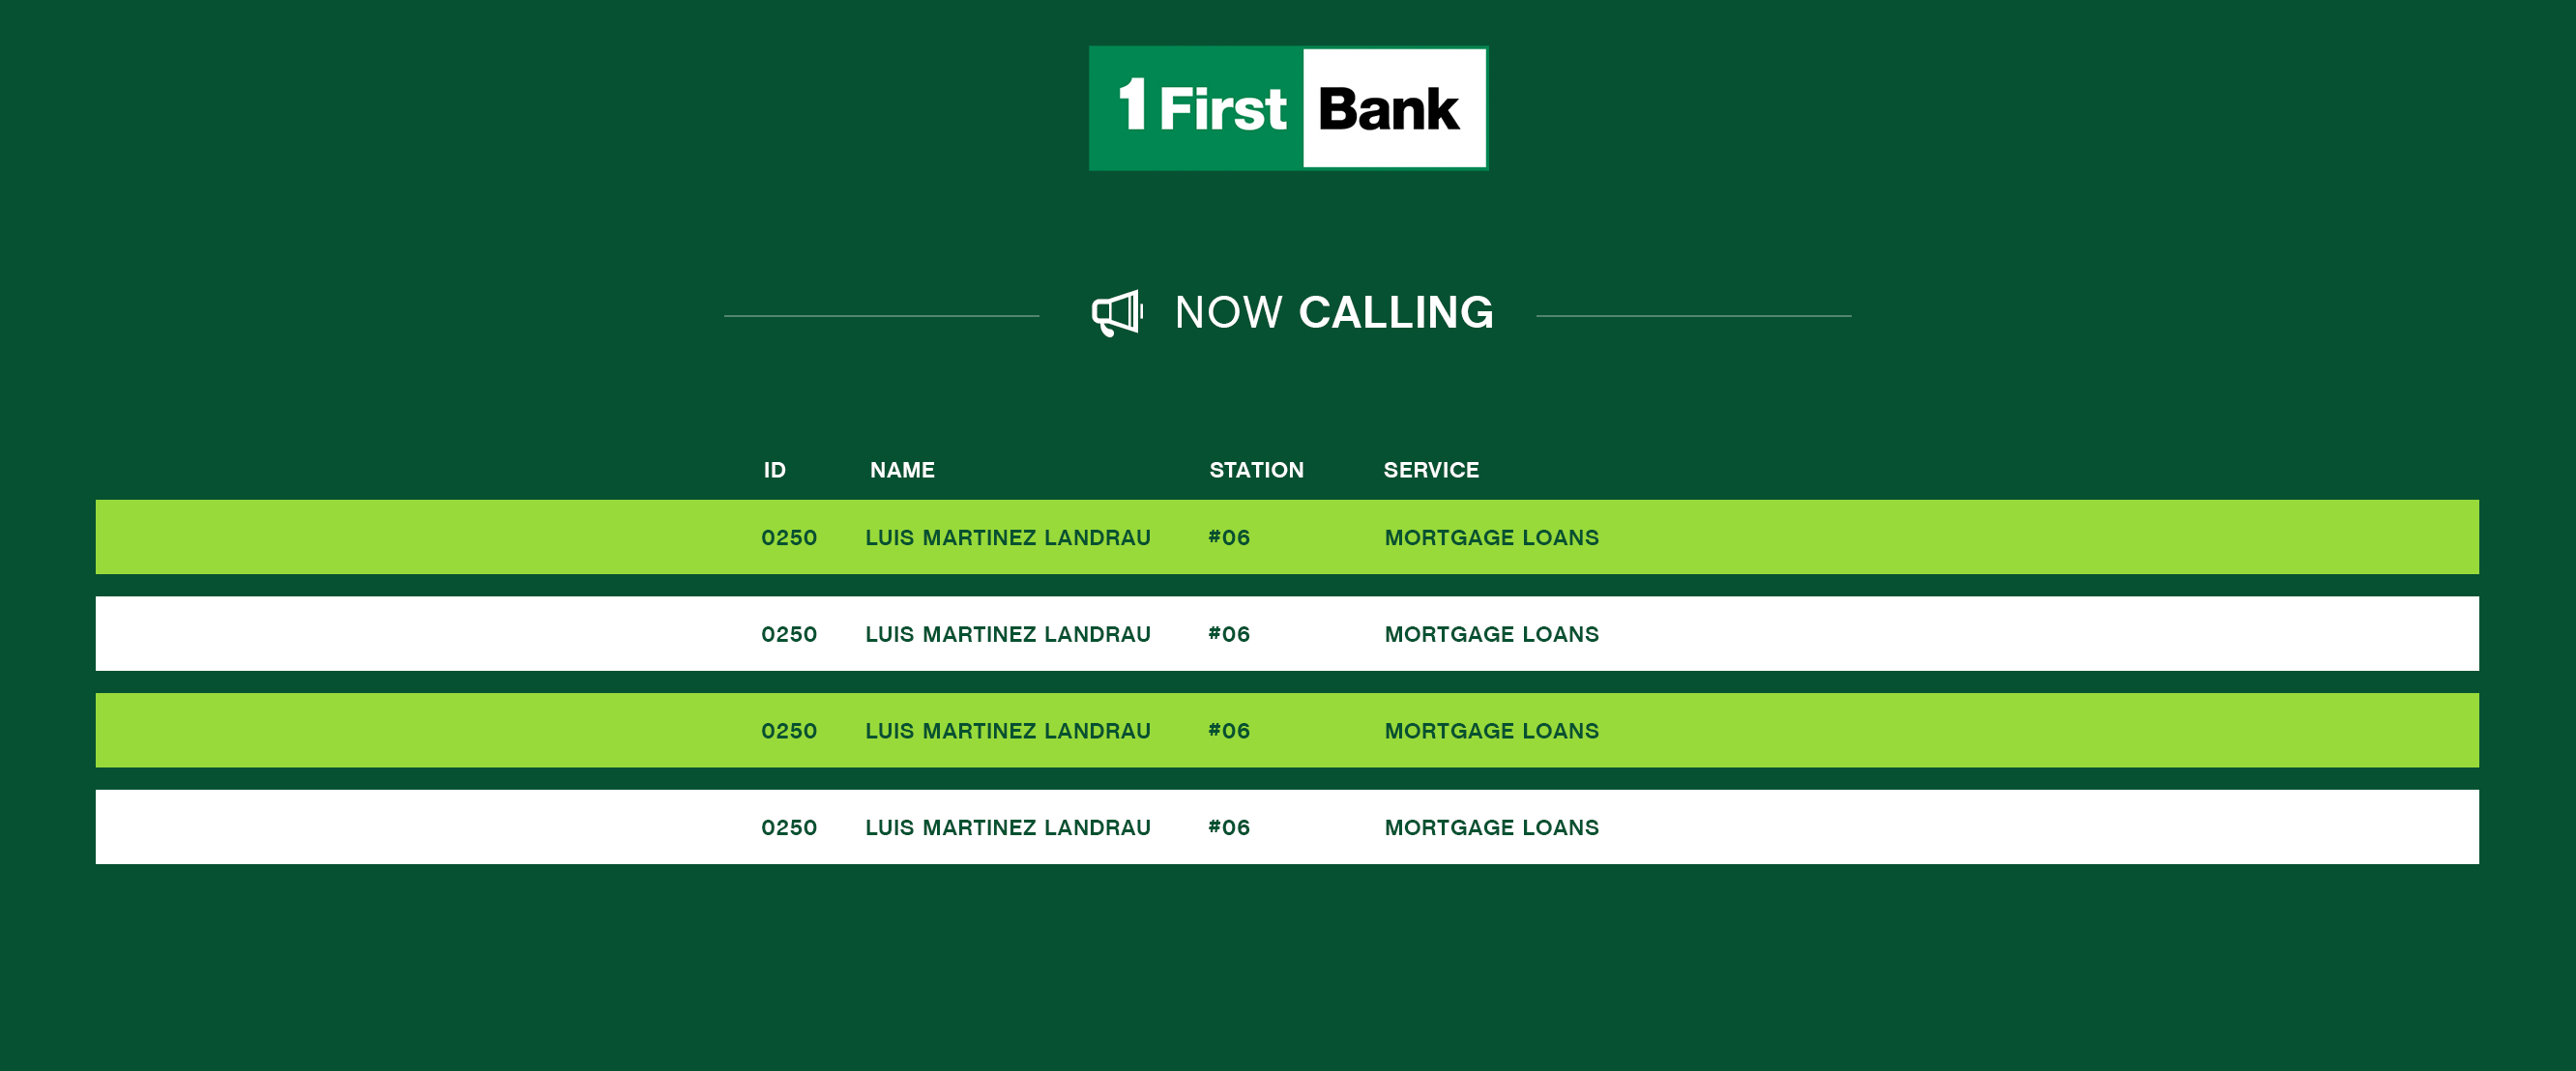 1 First Bank
NOW CALLING
ID NAME STATION SERVICE
0250 LUIS MARTINEZ LANDRAU #06 MORTGAGE LOANS
0250 LUIS MARTINEZ LANDRAU #06 MORTGAGE LOANS
0250 LUIS MARTINEZ LANDRAU #06 MORTGAGE LOANS
0250 LUIS MARTINEZ LANDRAU #06 MORTGAGE LOANS